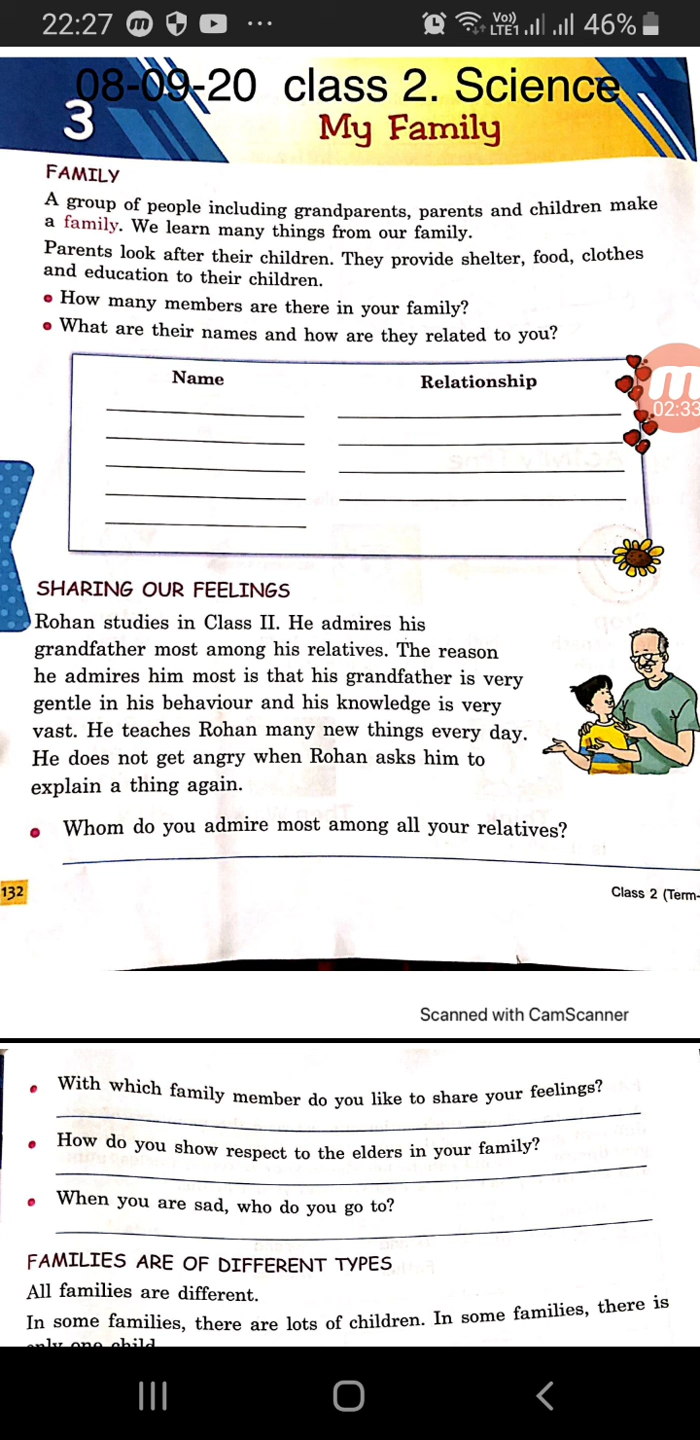 22:27 ... Vo)) LTE1 46%
08-09-20 class 2. Science
3
My Family
FAMILY
A group of people including grandparents, parents and children make
a family. We learn many things from our family.
Parents look after their children. They provide shelter, food, clothes
and education to their children.
• How many members are there in your family?
• What are their names and how are they related to you?
Name Relationship
02:33
SHARING OUR FEELINGS
Rohan studies in Class II. He admires his
grandfather most among his relatives. The reason
he admires him most is that his grandfather is very
gentle in his behaviour and his knowledge is very
vast. He teaches Rohan many new things every day.
He does not get angry when Rohan asks him to
explain a thing again.
• Whom do you admire most among all your relatives?
132
Class 2 (Term-
Scanned with CamScanner
• With which family member do you like to share your feelings?
• How do you show respect to the elders in your family?
• When you are sad, who do you go to?
FAMILIES ARE OF DIFFERENT TYPES
All families are different.
In some families, there are lots of children. In some families, there is
only one child